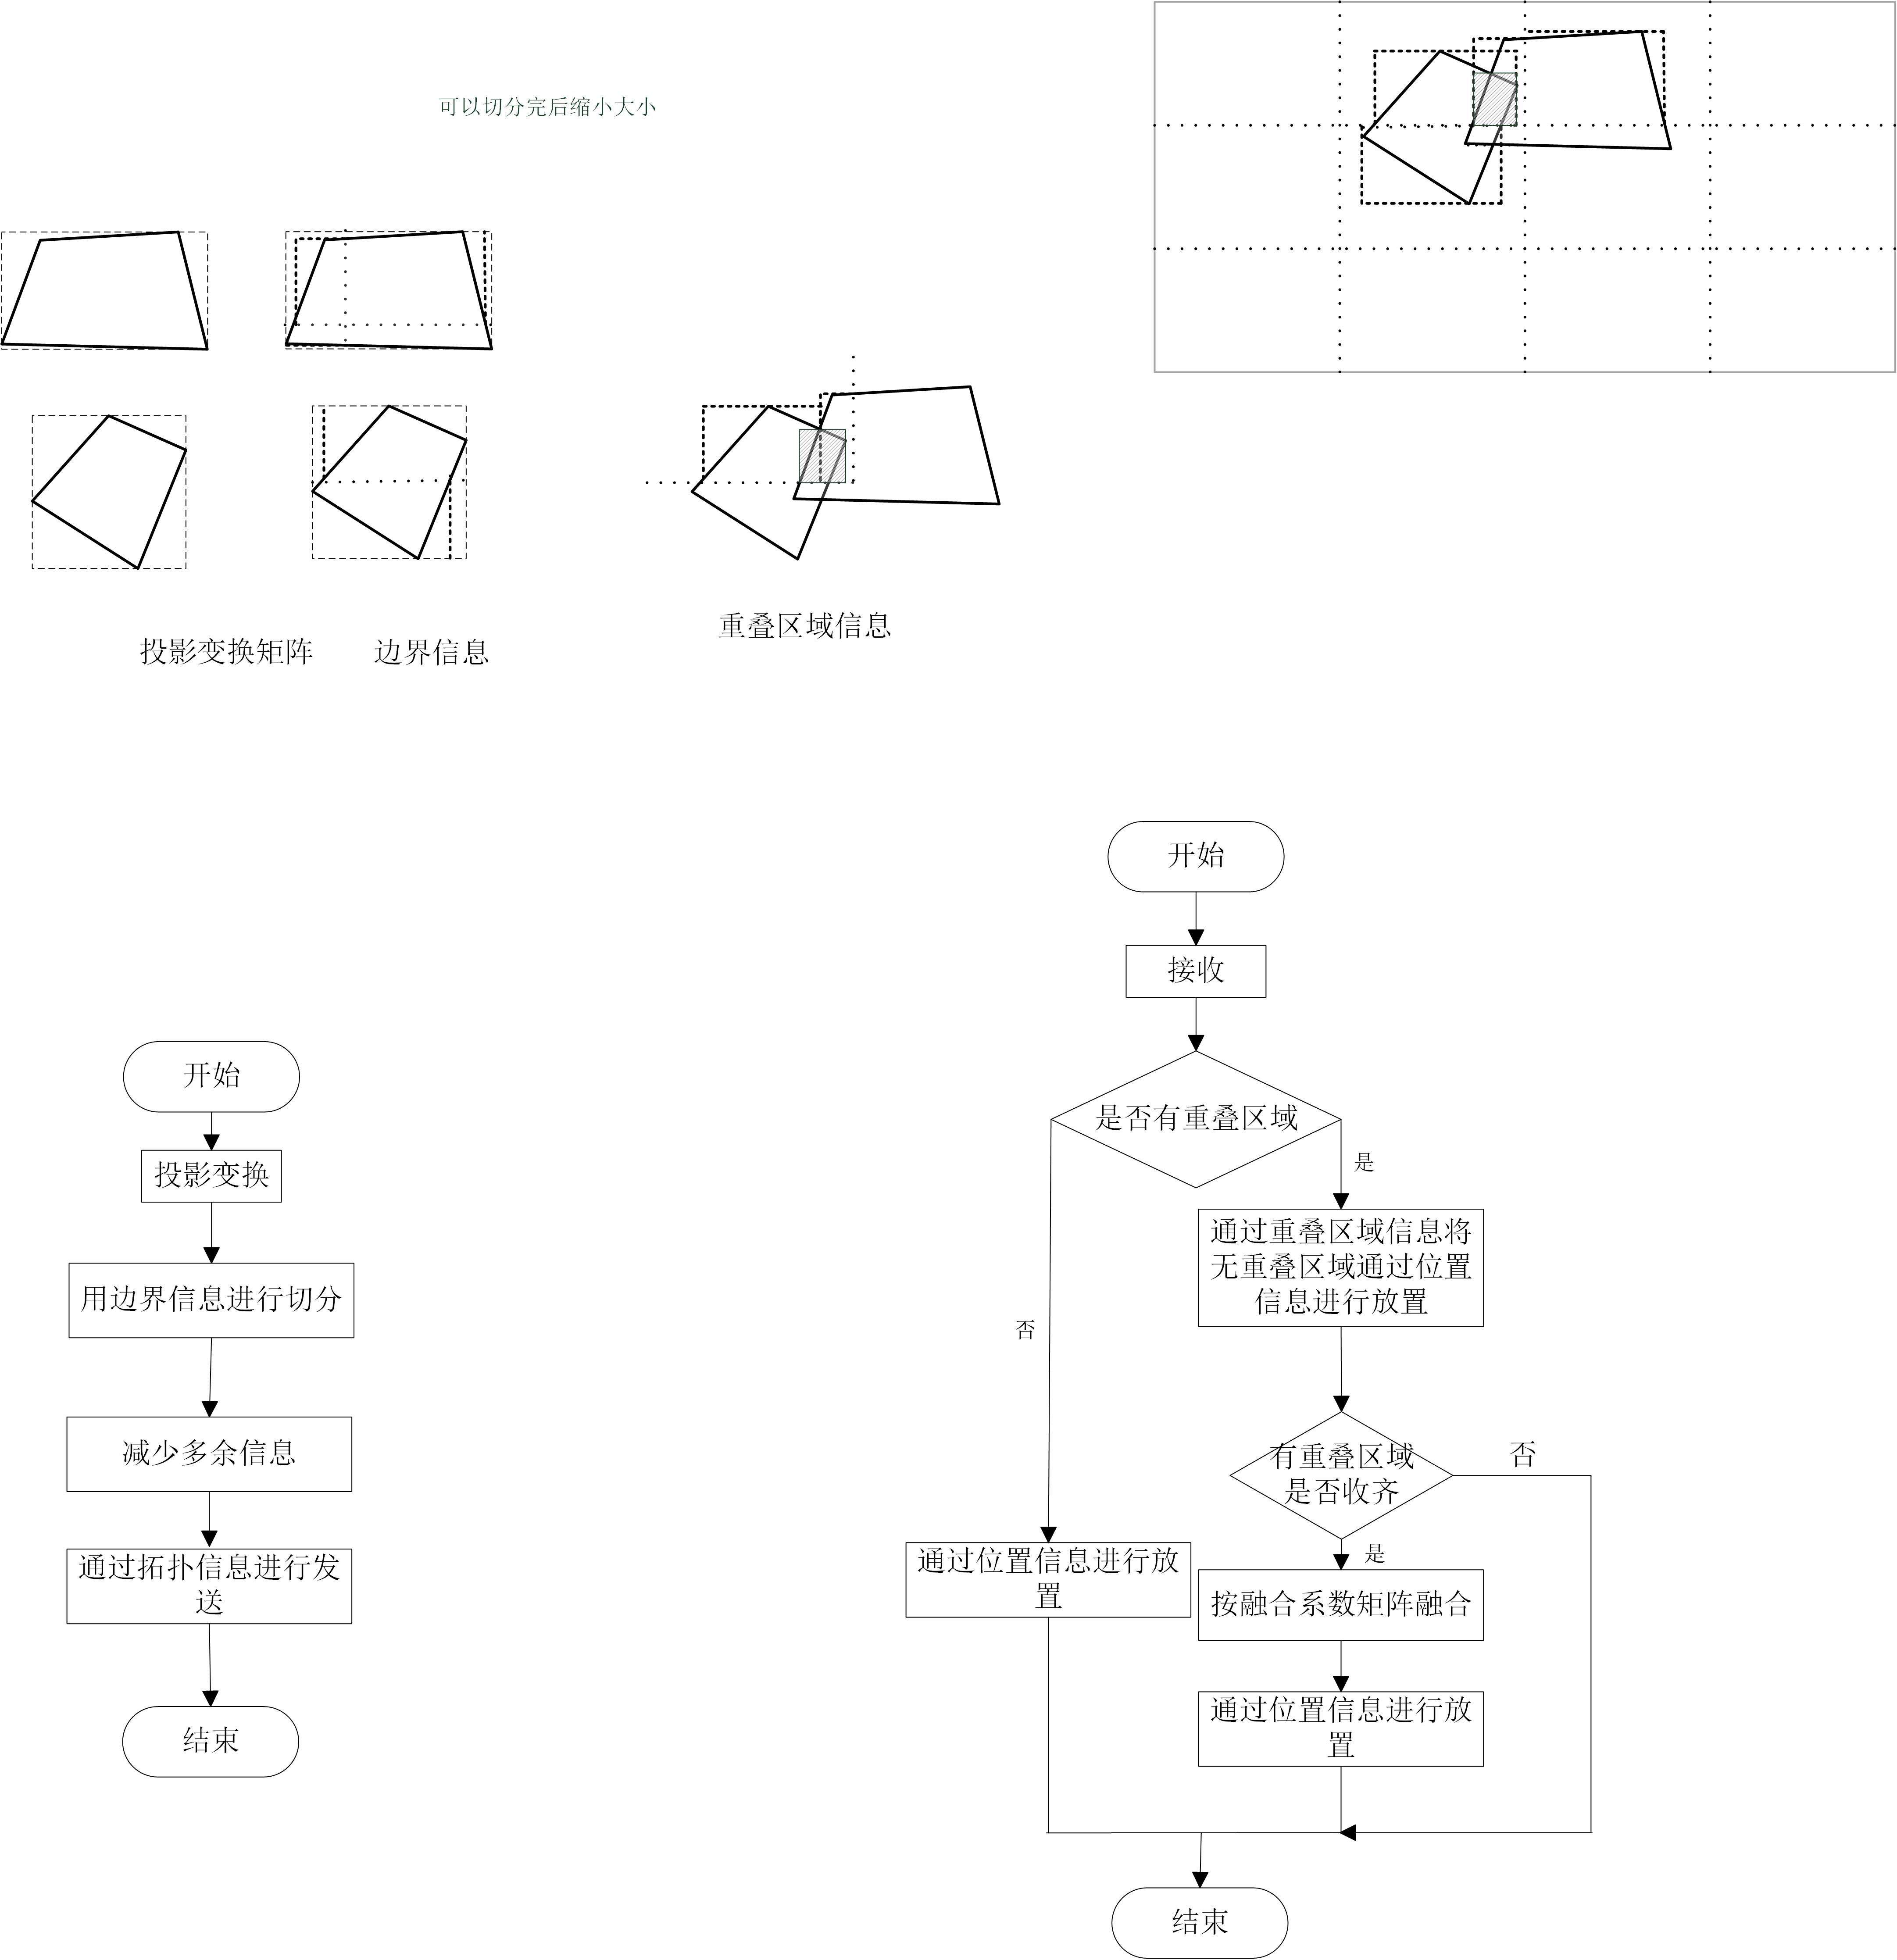 可以切分完后缩小大小
投影变换矩阵
边界信息
重叠区域信息
开始
投影变换
用边界信息进行切分
减少多余信息
通过拓扑信息进行发
送
结束
开始
接收
是否有重叠区域
是
否
通过重叠区域信息将
无重叠区域通过位置
信息进行放置
有重叠区域
是否收齐
否
是
通过位置信息进行放
置
按融合系数矩阵融合
通过位置信息进行放
置
结束